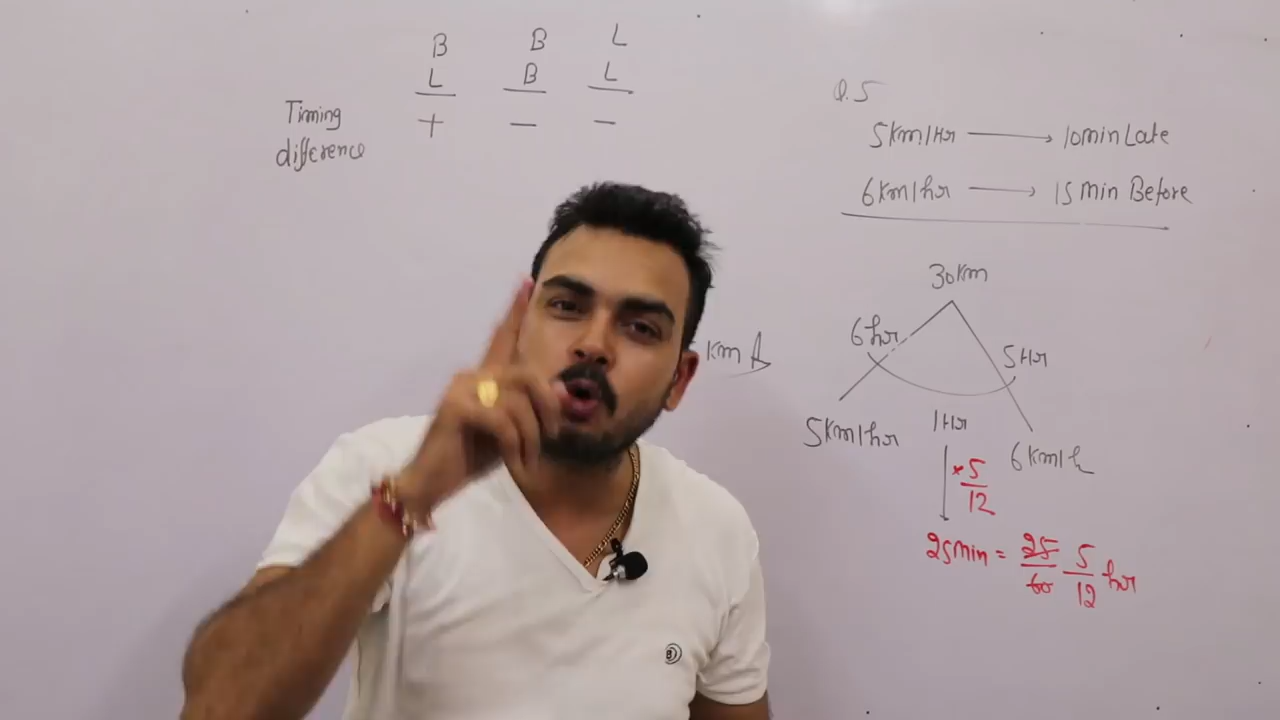 B B L
L B L
Timing + - -
difference
Q.5
5Km/Hr → 10min Late
6Km/hr → 15 Min Before
30Km
6hr
5Hr
5Km/hr
1Hr
6Km/h
× 5/12
25Min = 25/60 5/12 hr
Km
B